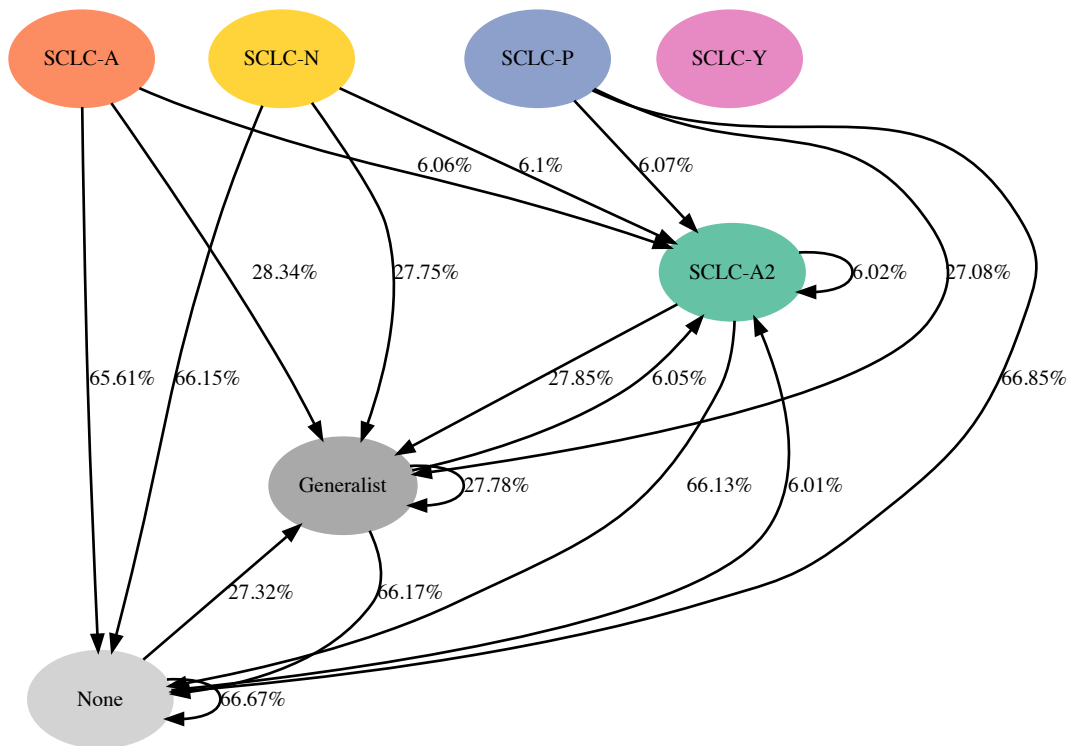 SCLC-A
SCLC-N
SCLC-P
SCLC-Y
6.06%
6.1%
6.07%
28.34%
27.75%
SCLC-A2
6.02%
27.08%
65.61%
66.15%
27.85%
6.05%
66.85%
Generalist
27.78%
66.13%
6.01%
27.32%
66.17%
None
66.67%